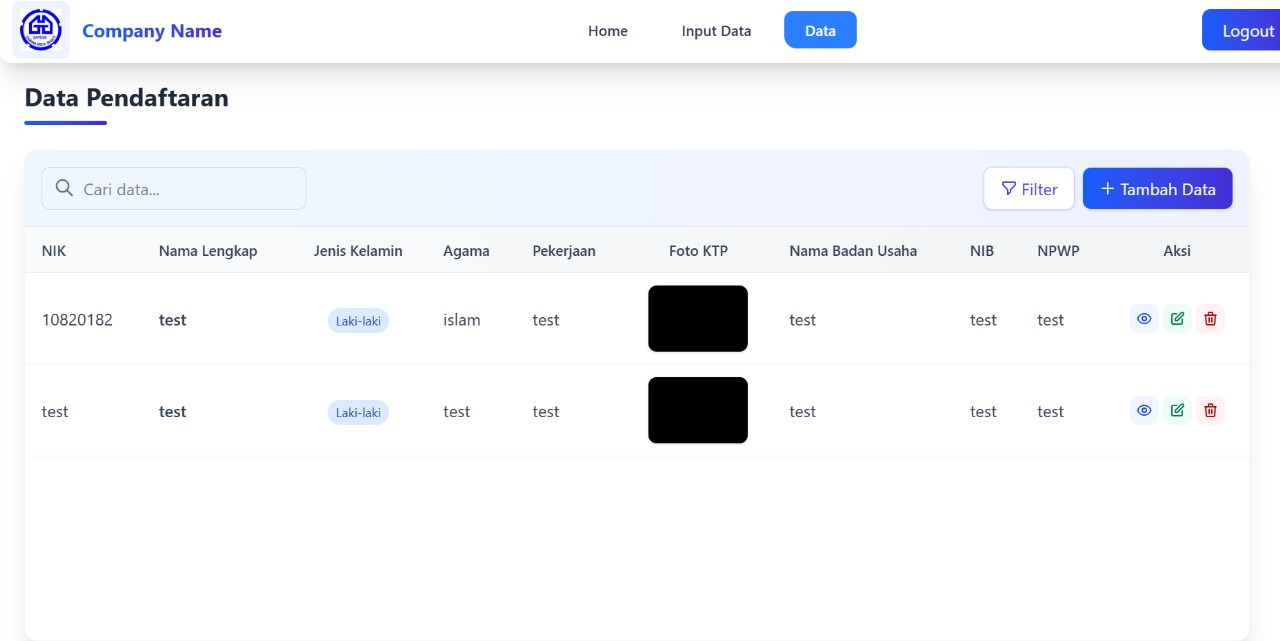 Company Name
Home
Input Data
Data
Logout
Data Pendaftaran
Cari data...
Filter
+ Tambah Data
NIK Nama Lengkap Jenis Kelamin Agama Pekerjaan Foto KTP Nama Badan Usaha NIB NPWP Aksi
10820182 test Laki-laki islam test test test test
test test Laki-laki test test test test test